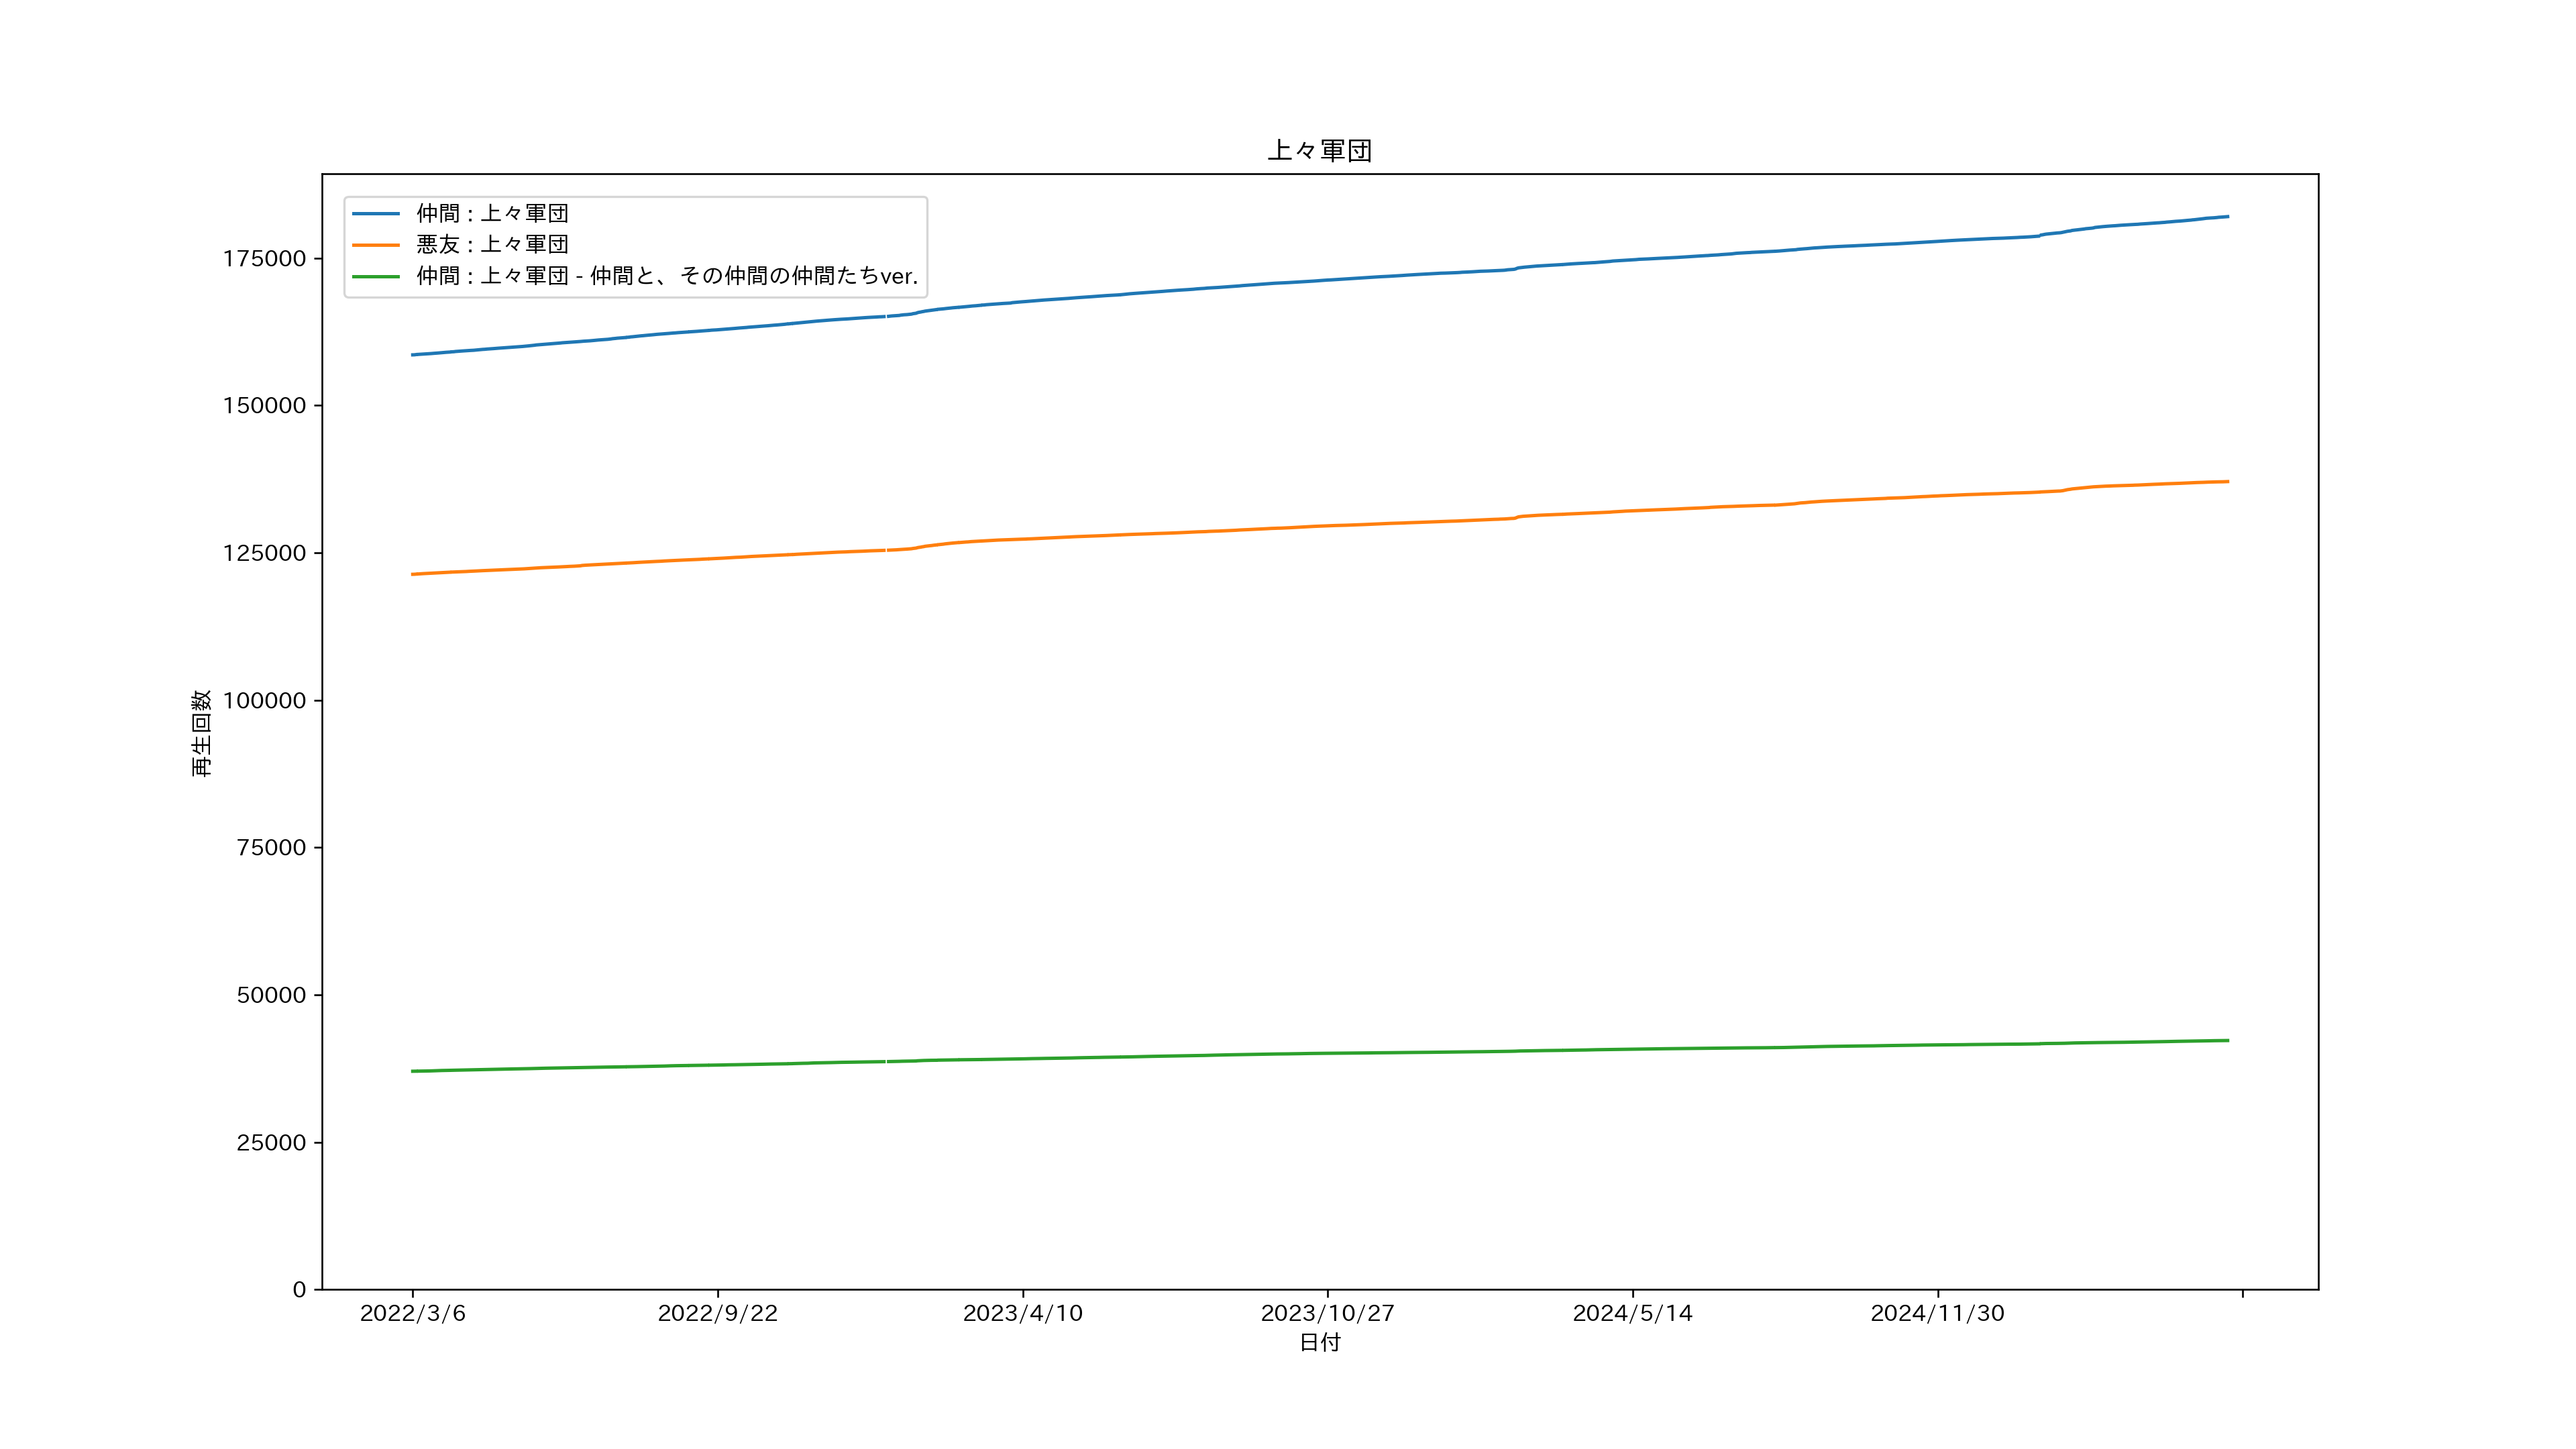 上々軍団
仲間 : 上々軍団
悪友 : 上々軍団
仲間 : 上々軍団 - 仲間と、その仲間の仲間たちver.
175000
150000
125000
100000
75000
50000
25000
0
再生回数
2022/3/6
2022/9/22
2023/4/10
2023/10/27
2024/5/14
2024/11/30
日付